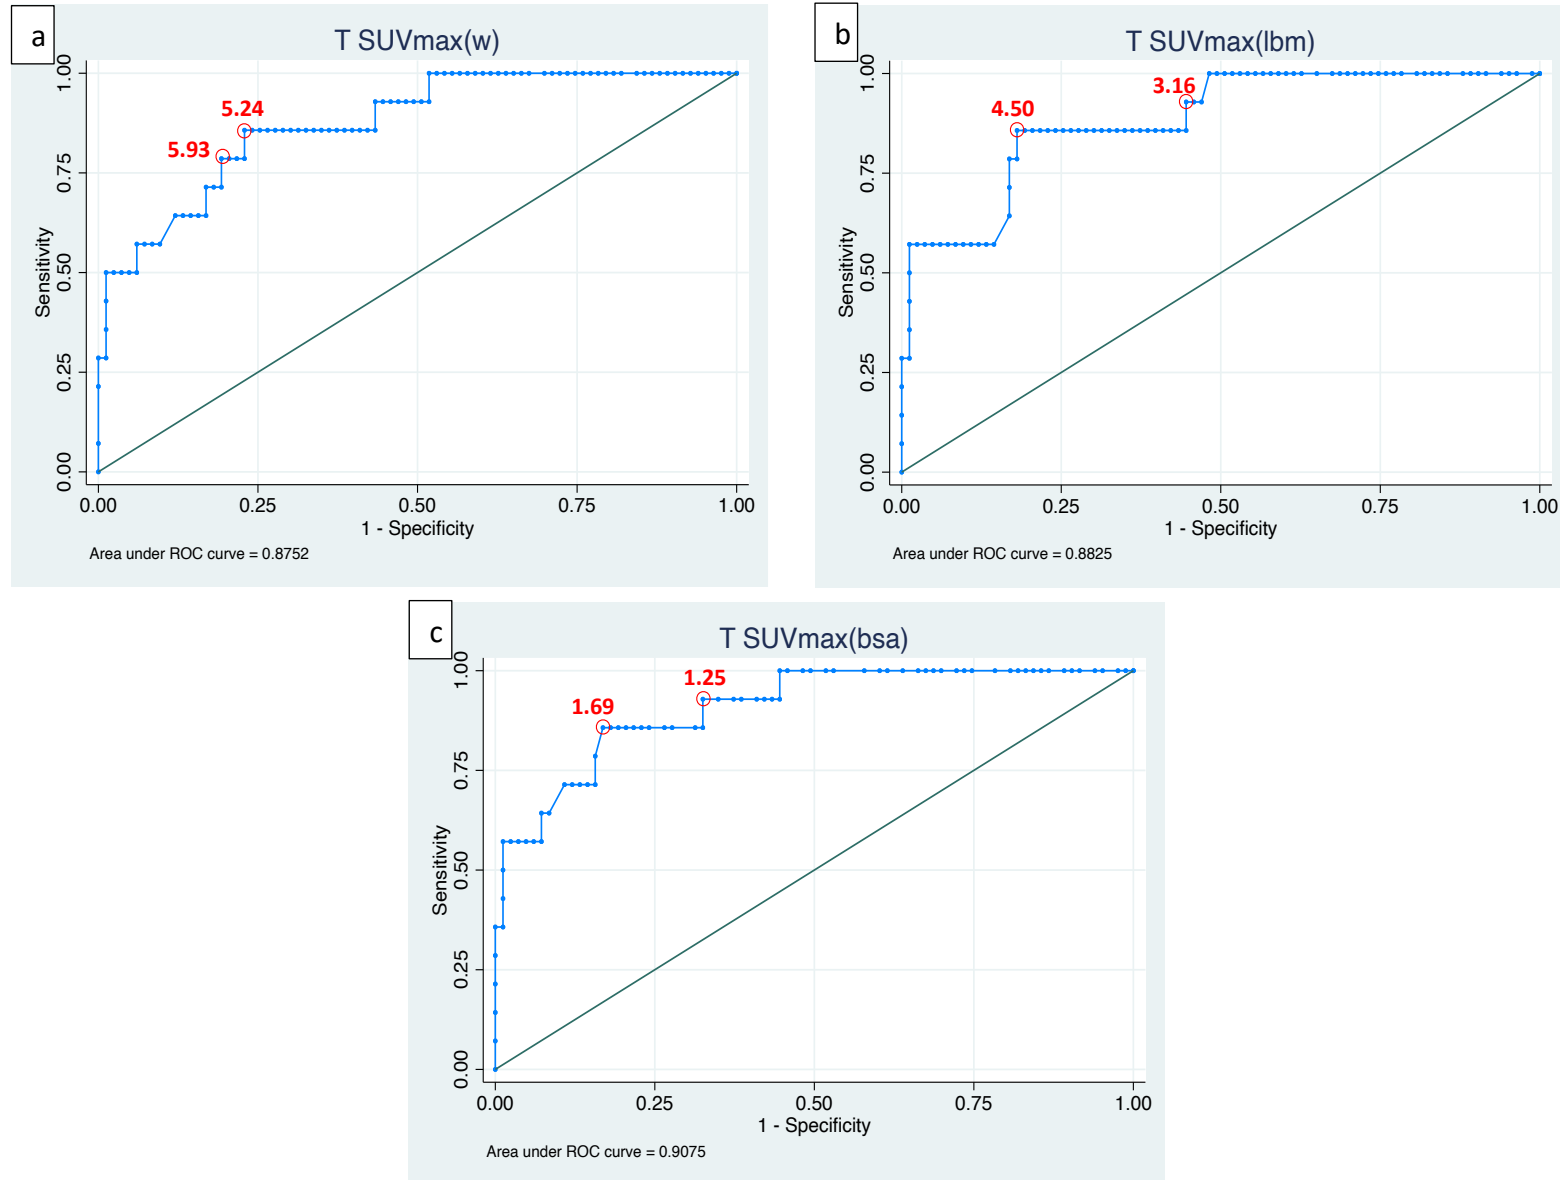 a
T SUVmax(w)
1.00
0.75
0.50
0.25
0.00
Sensitivity
5.24
5.93
0.00 0.25 0.50 0.75 1.00
1 - Specificity
Area under ROC curve = 0.8752
b
T SUVmax(lbm)
1.00
0.75
0.50
0.25
0.00
Sensitivity
3.16
4.50
0.00 0.25 0.50 0.75 1.00
1 - Specificity
Area under ROC curve = 0.8825
c
T SUVmax(bsa)
1.00
0.75
0.50
0.25
0.00
Sensitivity
1.25
1.69
0.00 0.25 0.50 0.75 1.00
1 - Specificity
Area under ROC curve = 0.9075